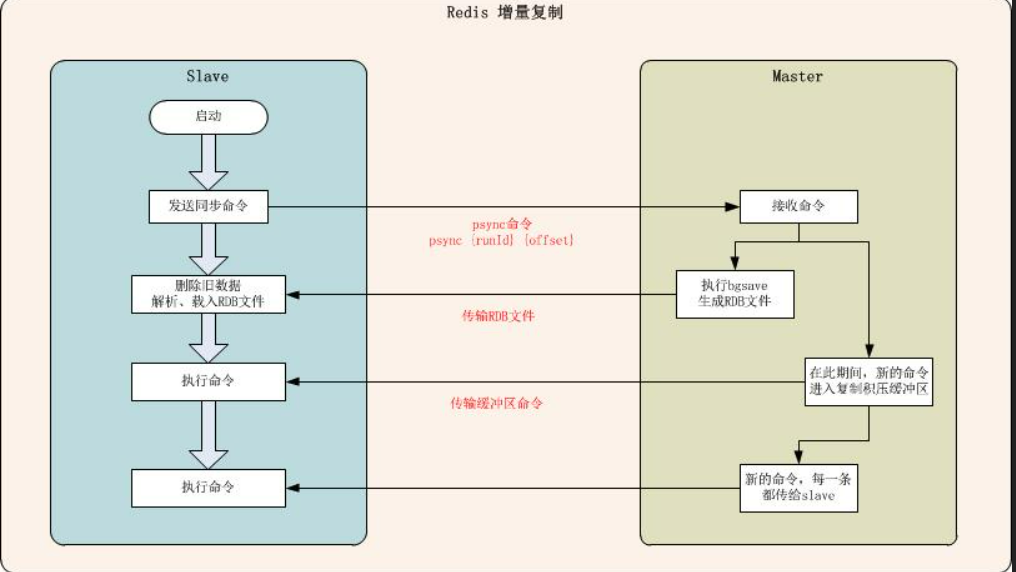 Redis 增量复制
Slave
Master
启动
发送同步命令
接收命令
psync命令
psync {runId} {offset}
删除旧数据
解析、载入RDB文件
执行bgsave
生成RDB文件
传输RDB文件
执行命令
在此期间，新的命令
进入复制积压缓冲区
传输缓冲区命令
执行命令
新的命令，每一条
都传给slave